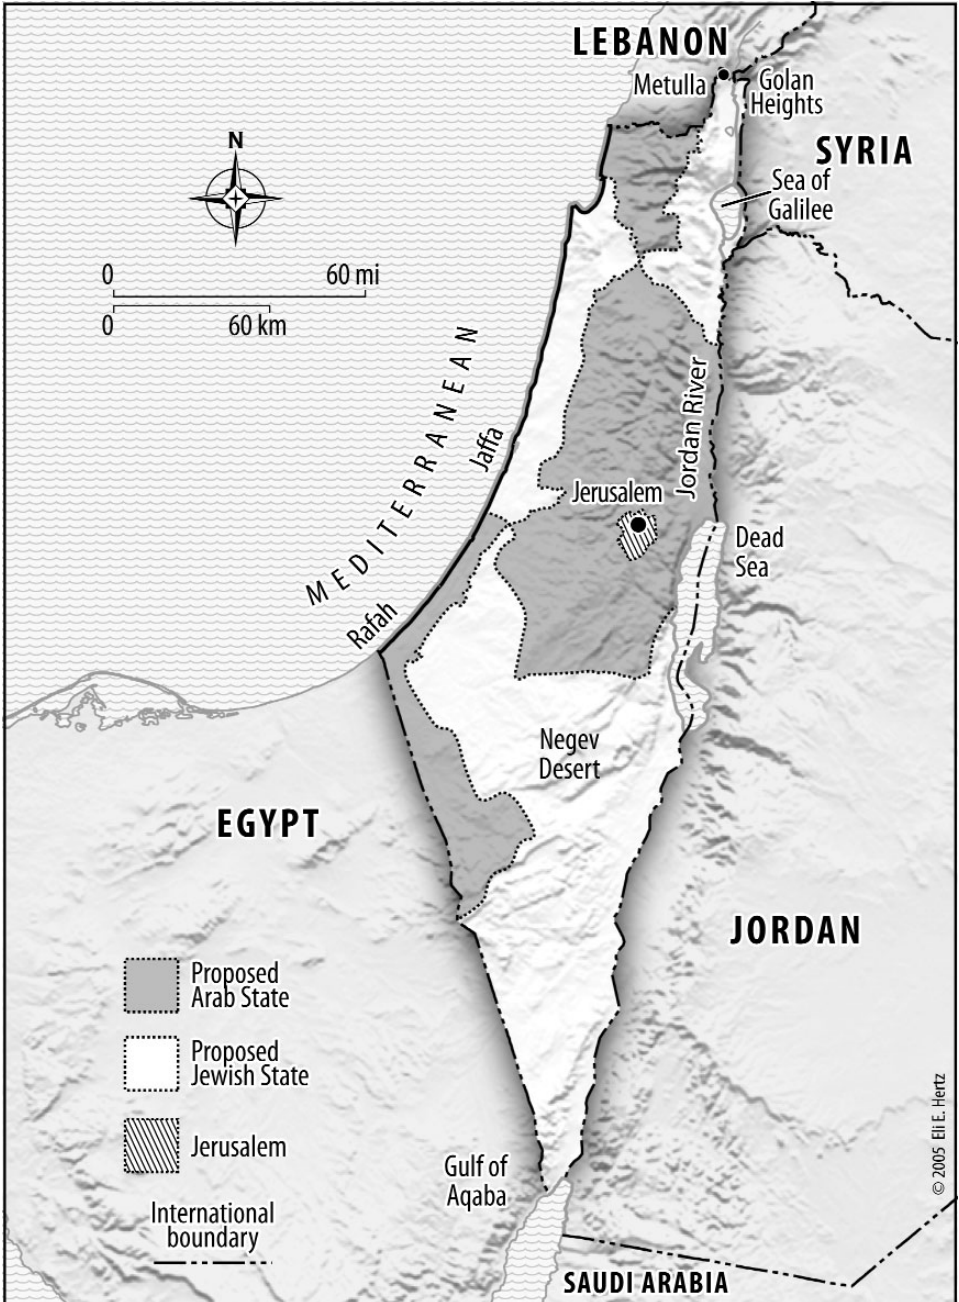 LEBANON
Metulla
Golan
Heights
SYRIA
Sea of
Galilee
N
0
60 mi
0
60 km
MEDITERRANEAN
Jaffa
Jordan River
Jerusalem
Dead
Sea
Rafah
Negev
Desert
EGYPT
JORDAN
Proposed
Arab State
Proposed
Jewish State
Jerusalem
International
boundary
Gulf of
Aqaba
SAUDI ARABIA
© 2005 Eli E. Hertz